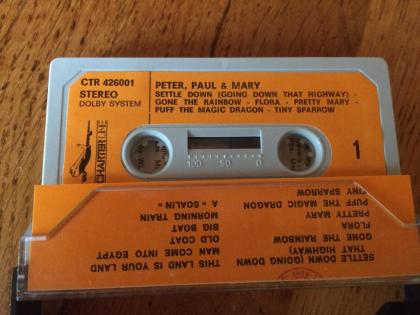 CTR 426001
STEREO
DOLBY SYSTEM
PETER, PAUL & MARY
SETTLE DOWN (GOING DOWN THAT HIGHWAY) -
GONE THE RAINBOW - FLORA - PRETTY MARY -
PUFF THE MAGIC DRAGON - TINY SPARROW
CHARTER LINE
100 50 0
1
SETTLE DOWN (GOING DOWN
THAT HIGHWAY)
GONE THE RAINBOW
FLORA
PRETTY MARY
PUFF THE MAGIC DRAGON
TINY SPARROW
THIS LAND IS YOUR LAND
MAN COME INTO EGYPT
OLD COAT
BIG BOAT
MORNING TRAIN
A " SOALIN "